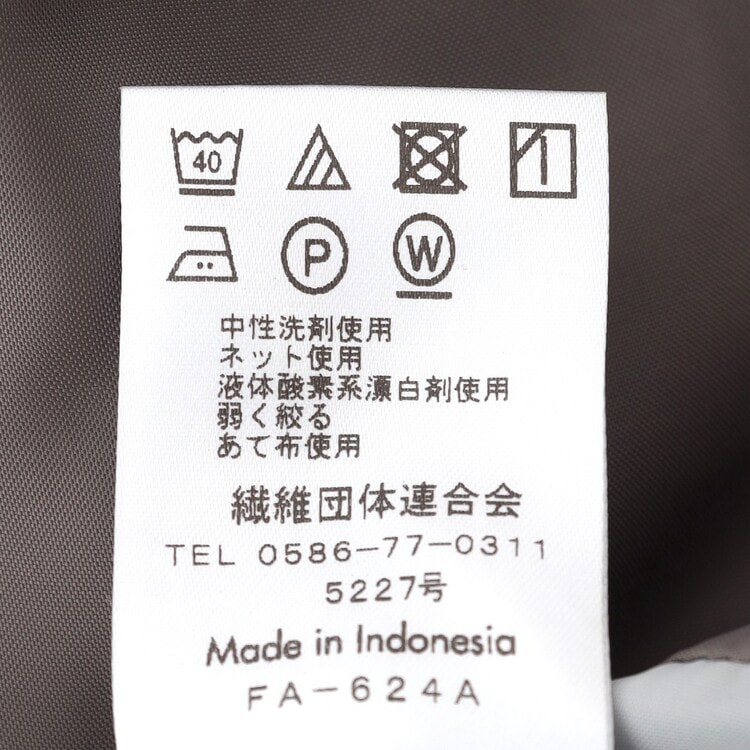 40
P W
中性洗剤使用
ネット使用
液体酸素系漂白剤使用
弱く絞る
あて布使用
繊維団体連合会
TEL 0586-77-0311
5227号
Made in Indonesia
FA-624A